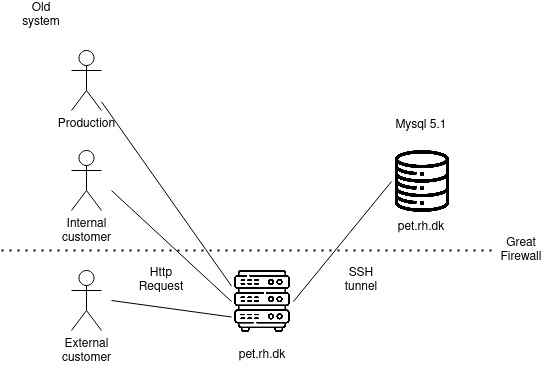 Old
system
Production
Mysql 5.1
Internal
customer
pet.rh.dk
Great
Firewall
Http
Request
SSH
tunnel
External
customer
pet.rh.dk